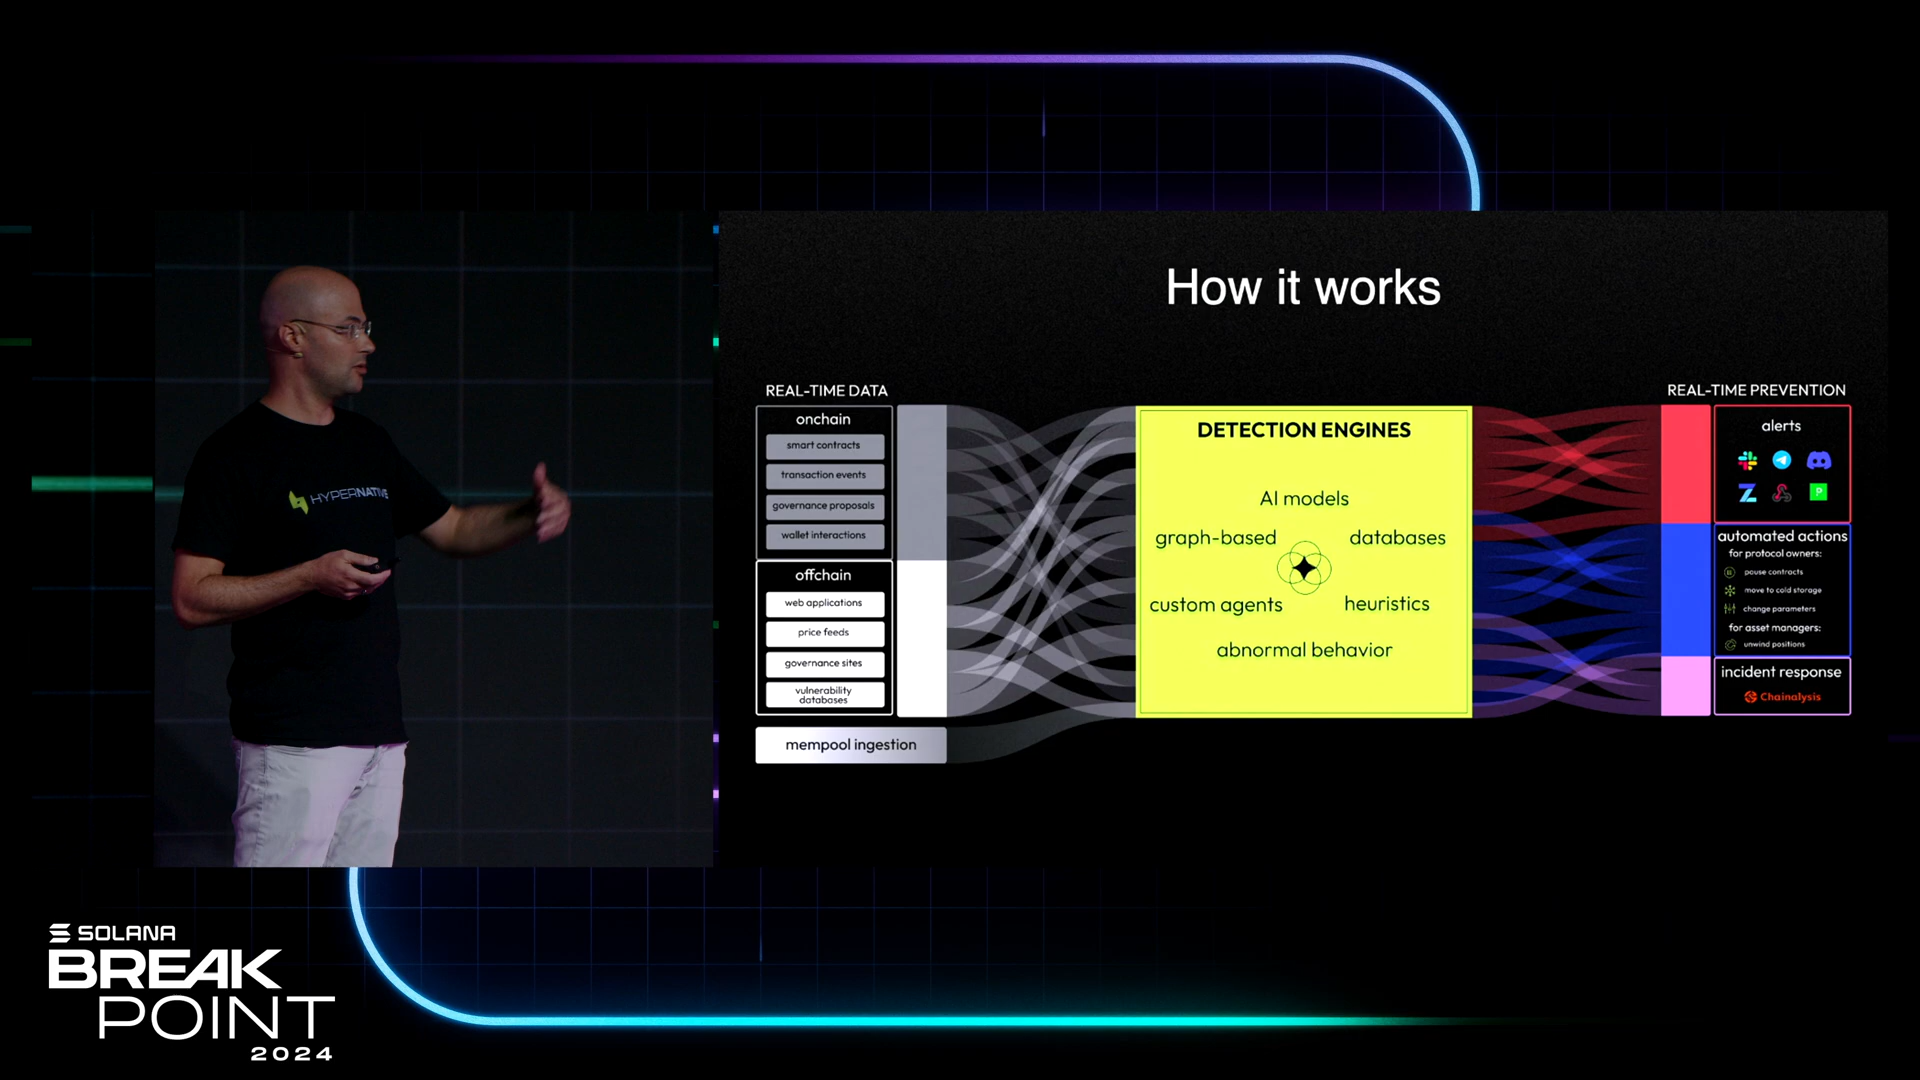 How it works
REAL-TIME DATA
onchain
smart contracts
transaction events
governance proposals
wallet interactions
offchain
web applications
price feeds
governance sites
vulnerability
databases
mempool ingestion
DETECTION ENGINES
AI models
graph-based
databases
custom agents
heuristics
abnormal behavior
REAL-TIME PREVENTION
alerts
P
automated actions
for protocol owners:
pause contracts
move to cold storage
change parameters
for asset managers:
unwind positions
incident response
Chainalysis
HYPERNATIVE
SOLANA
BREAK
POINT
2024